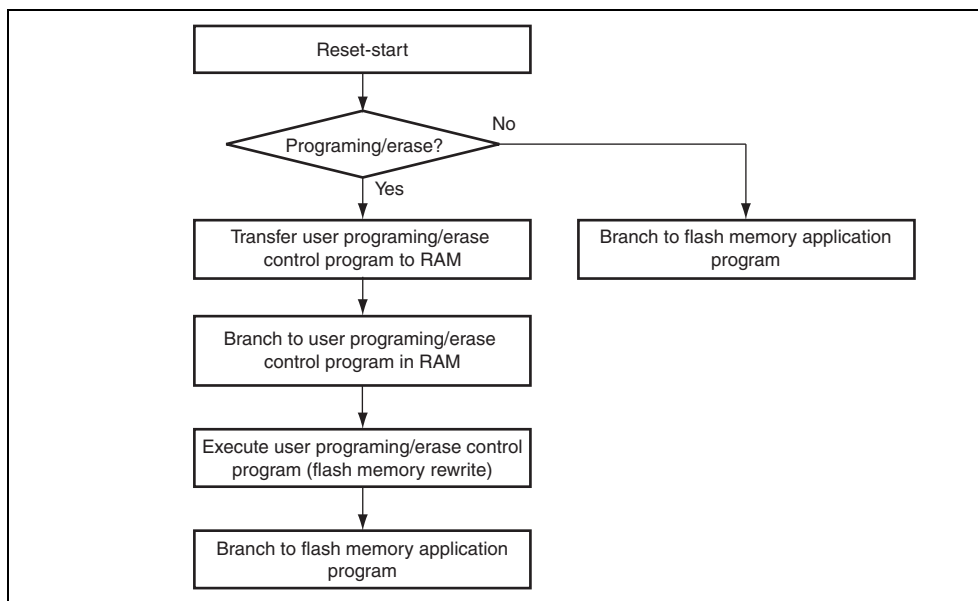 Reset-start
Programing/erase?
No
Yes
Transfer user programing/erase
control program to RAM
Branch to flash memory application
program
Branch to user programing/erase
control program in RAM
Execute user programing/erase control
program (flash memory rewrite)
Branch to flash memory application
program